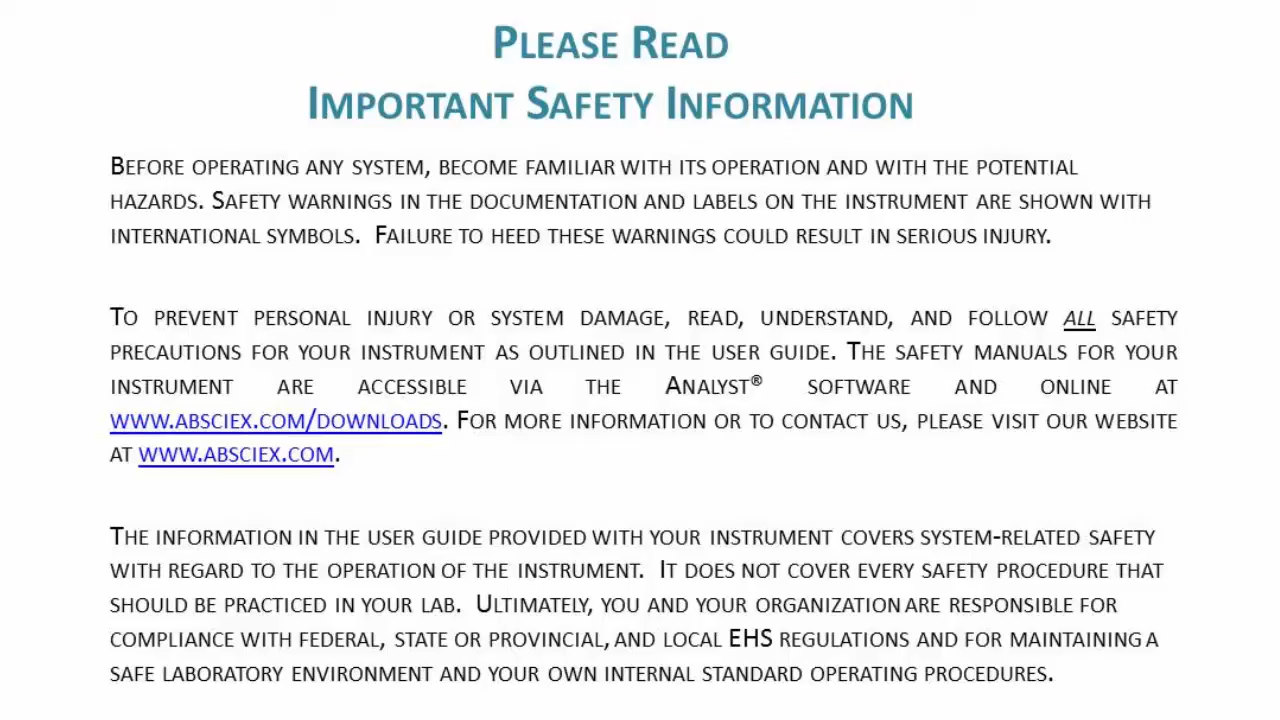 Please Read
Important Safety Information
Before operating any system, become familiar with its operation and with the potential
hazards. Safety warnings in the documentation and labels on the instrument are shown with
international symbols.  Failure to heed these warnings could result in serious injury.
To prevent personal injury or system damage, read, understand, and follow all safety
precautions for your instrument as outlined in the user guide. The safety manuals for your
instrument are accessible via the Analyst® software and online at
www.absciex.com/downloads. For more information or to contact us, please visit our website
at www.absciex.com.
The information in the user guide provided with your instrument covers system-related safety
with regard to the operation of the instrument.  It does not cover every safety procedure that
should be practiced in your lab.  Ultimately, you and your organization are responsible for
compliance with federal, state or provincial, and local EHS regulations and for maintaining a
safe laboratory environment and your own internal standard operating procedures.